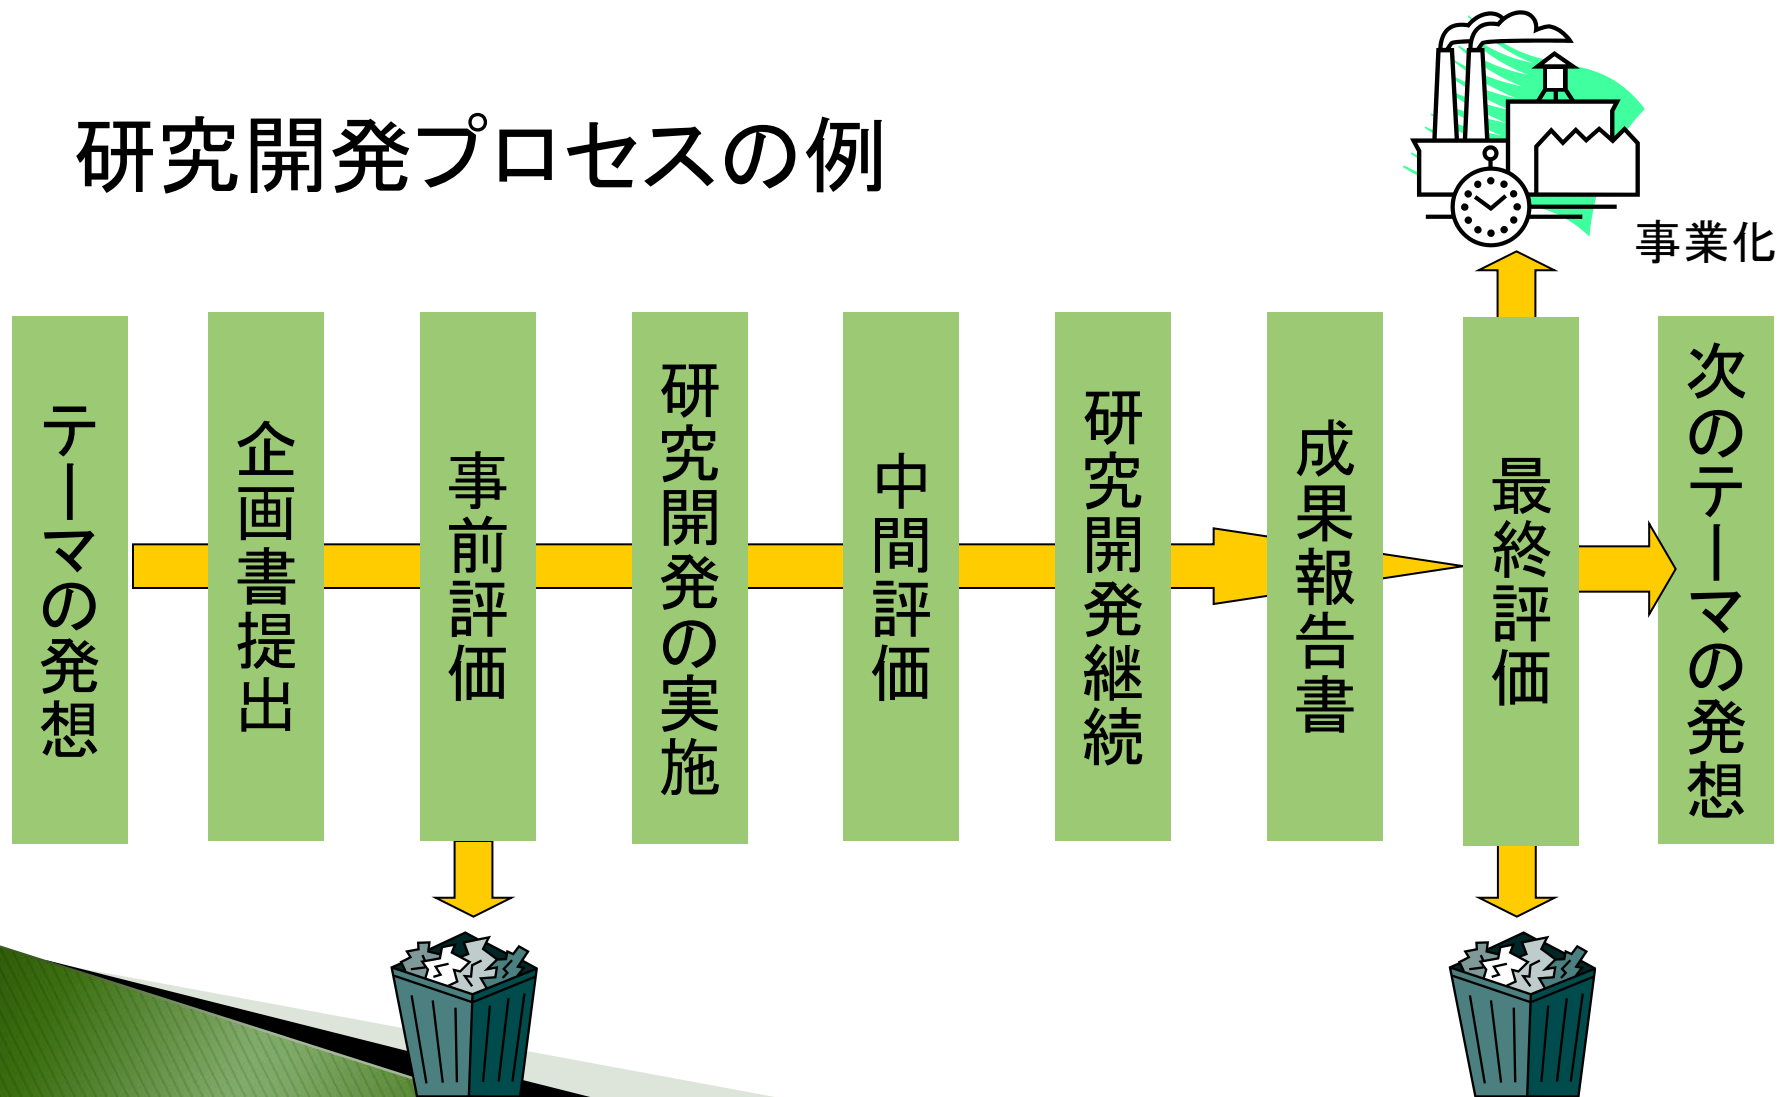 研究開発プロセスの例
事業化
テーマの発想
企画書提出
事前評価
研究開発の実施
中間評価
研究開発継続
成果報告書
最終評価
次のテーマの発想